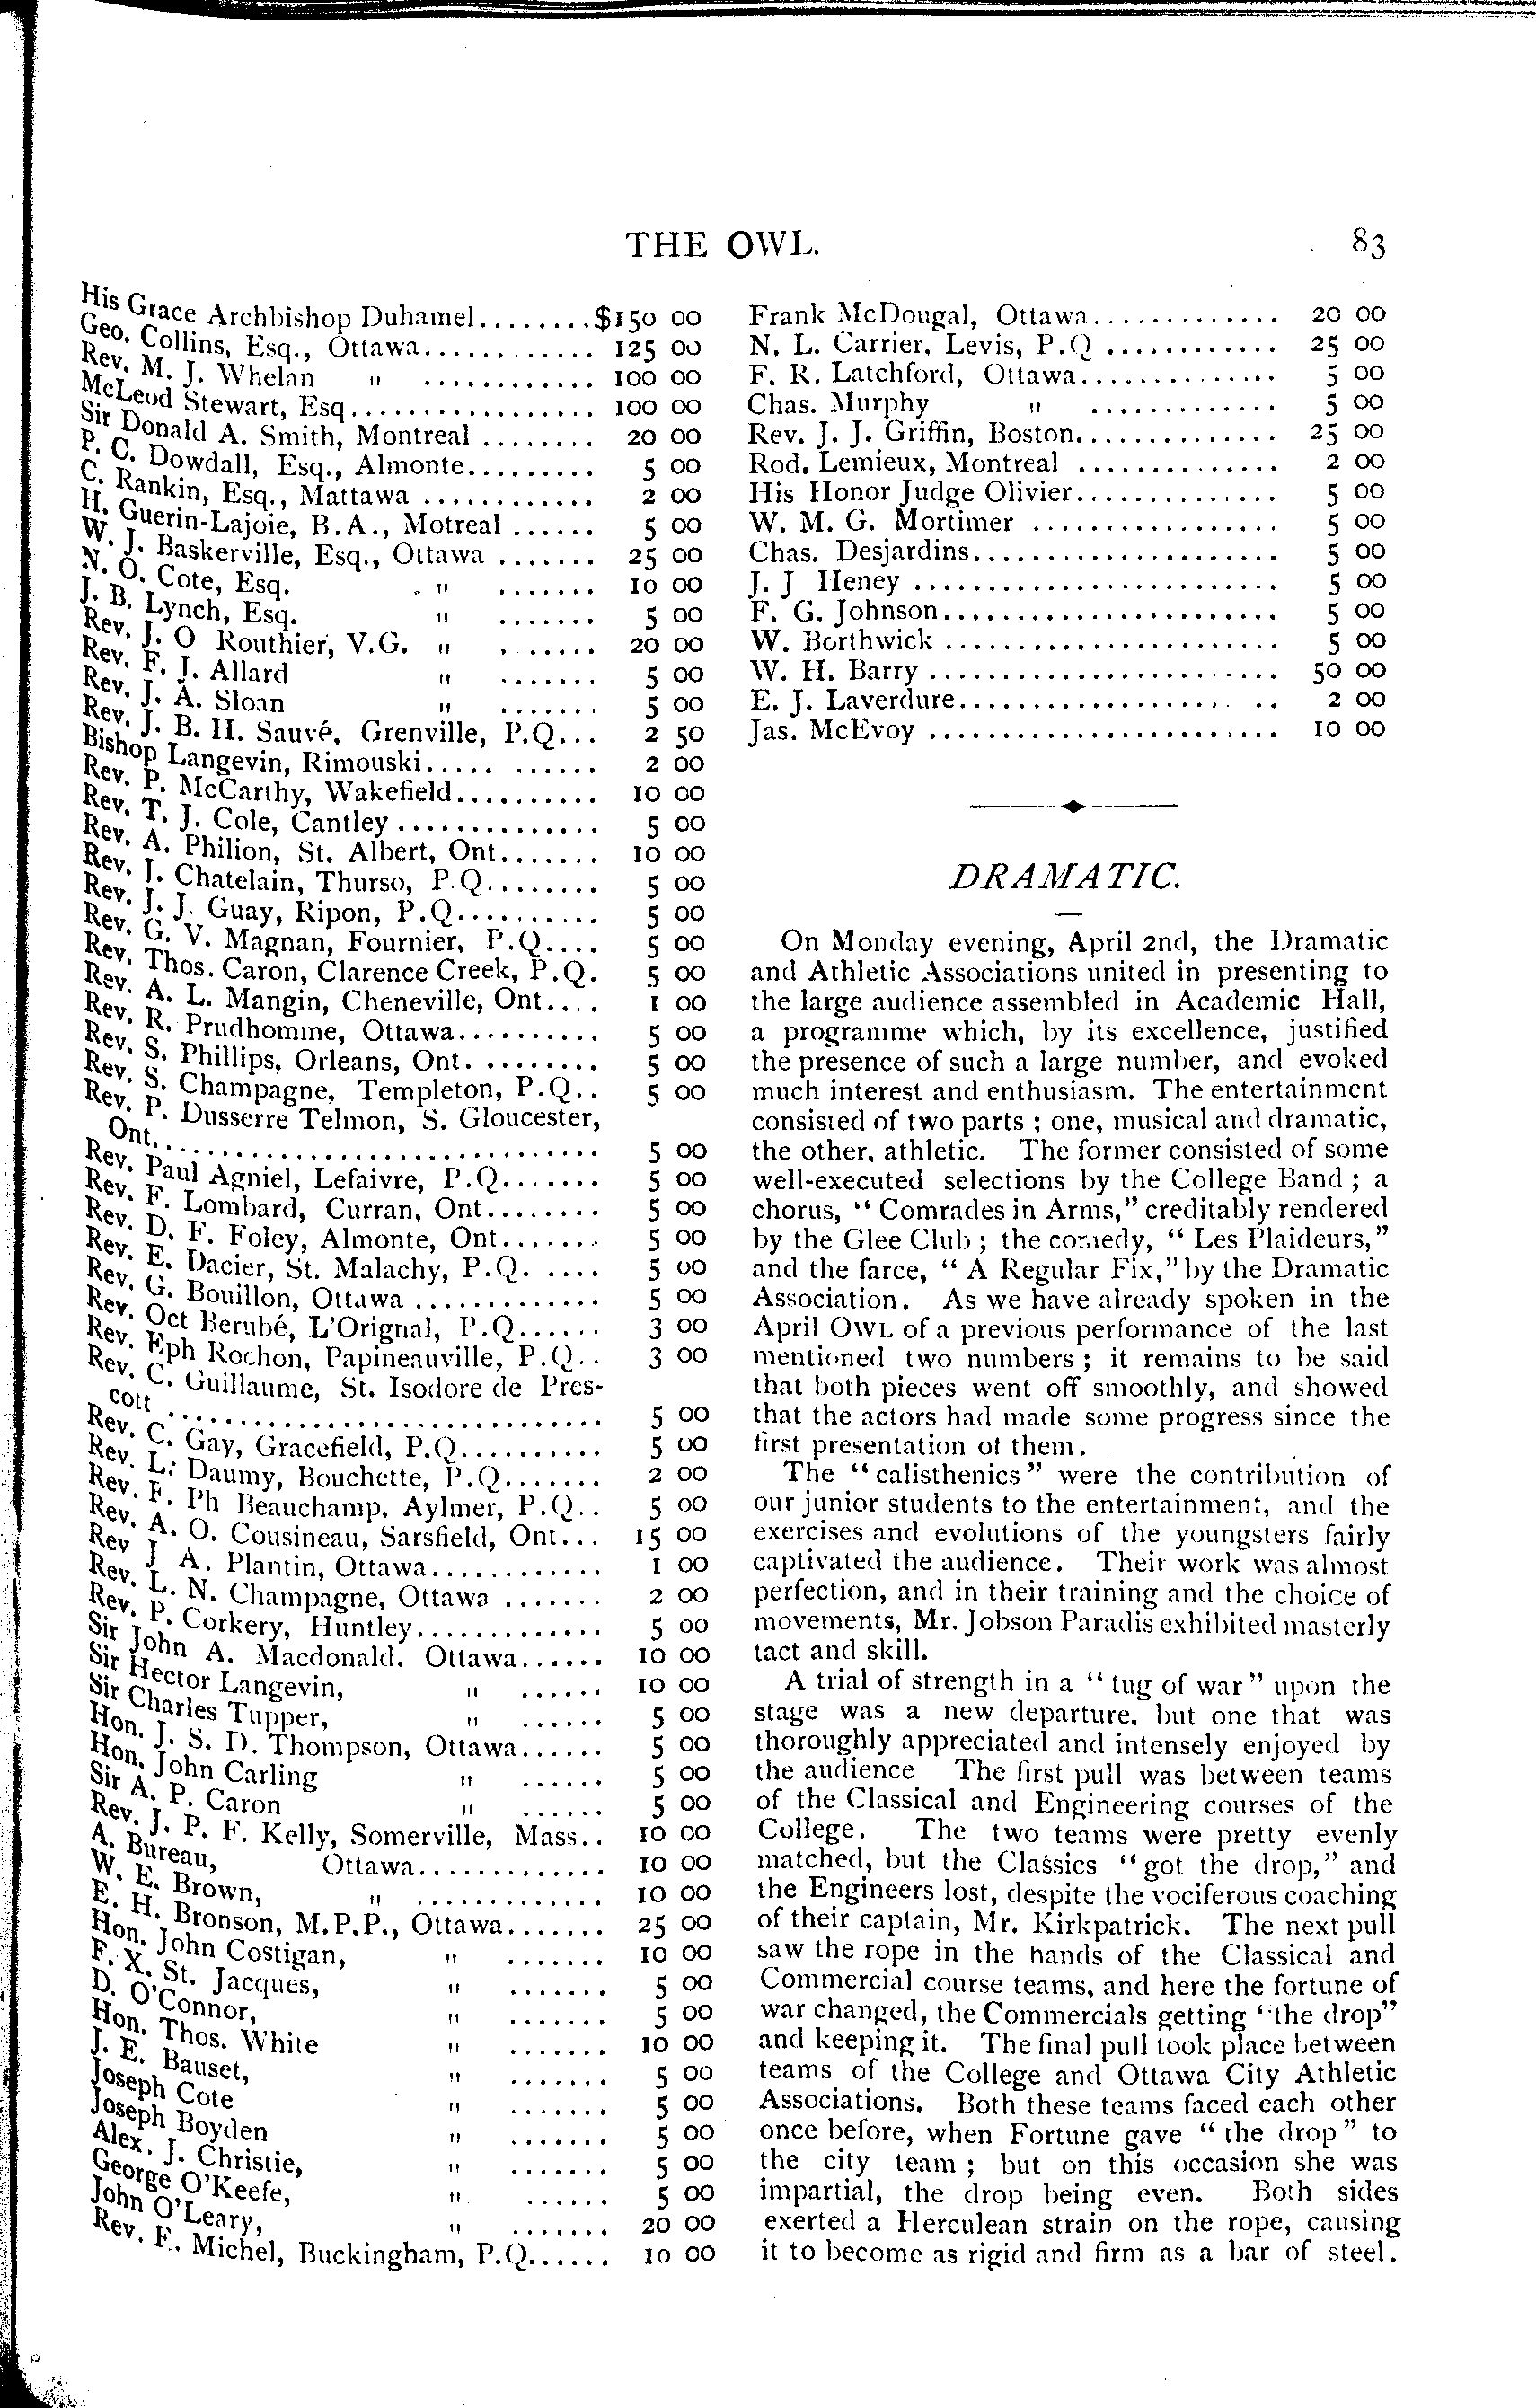 THE OWL. 83
His Grace Archbishop Duhamel........$150 00
Geo. Collins, Esq., Ottawa............ 125 00
Rev. M. J. Whelan " ............ 100 00
McLeod Stewart, Esq................. 100 00
Sir Donald A. Smith, Montreal ........ 20 00
P. C. Dowdall, Esq., Almonte......... 5 00
C. Rankin, Esq., Mattawa ............ 2 00
H. Guerin-Lajoie, B.A., Motreal ...... 5 00
W. J. Baskerville, Esq., Ottawa ....... 25 00
N. O. Cote, Esq. " ....... 10 00
J. B. Lynch, Esq. " ....... 5 00
Rev. J. O Routhier, V.G. " ....... 20 00
Rev. F. J. Allard " ....... 5 00
Rev. J. A. Sloan " ....... 5 00
Rev. J. B. H. Sauvé, Grenville, P.Q... 2 50
Bishop Langevin, Rimouski..... ...... 2 00
Rev. P. McCarthy, Wakefield.......... 10 00
Rev. T. J. Cole, Cantley .............. 5 00
Rev. A. Philion, St. Albert, Ont....... 10 00
Rev. J. Chatelain, Thurso, P.Q........ 5 00
Rev. J. J. Guay, Ripon, P.Q.......... 5 00
Rev. G. V. Magnan, Fournier, P.Q.... 5 00
Rev. Thos. Caron, Clarence Creek, P.Q. 5 00
Rev. A. L. Mangin, Cheneville, Ont.... 1 00
Rev. R. Prudhomme, Ottawa.......... 5 00
Rev. S. Phillips, Orleans, Ont. ........ 5 00
Rev. S. Champagne, Templeton, P.Q.. 5 00
Rev. P. Dusserre Telmon, S. Gloucester,
Ont................................ 5 00
Rev. Paul Agniel, Lefaivre, P.Q....... 5 00
Rev. F. Lombard, Curran, Ont........ 5 00
Rev. D. F. Foley, Almonte, Ont....... 5 00
Rev. E. Dacier, St. Malachy, P.Q. .... 5 00
Rev. G. Bouillon, Ottawa ............. 5 00
Rev. Oct Berubé, L'Orignal, P.Q...... 3 00
Rev. Eph Rochon, Papineauville, P.Q.. 3 00
Rev. C. Guillaume, St. Isodore de Pres-
cott .............................. 5 00
Rev. C. Gay, Gracefield, P.Q.......... 5 00
Rev. L. Daumy, Bouchette, P.Q....... 2 00
Rev. F. Ph Beauchamp, Aylmer, P.Q.. 5 00
Rev. A. O. Cousineau, Sarsfield, Ont... 15 00
Rev J A. Plantin, Ottawa............ 1 00
Rev. L. N. Champagne, Ottawa ....... 2 00
Rev. P. Corkery, Huntley............. 5 00
Sir John A. Macdonald, Ottawa...... 10 00
Sir Hector Langevin, " ...... 10 00
Sir Charles Tupper, " ...... 5 00
Hon. J. S. D. Thompson, Ottawa...... 5 00
Hon. John Carling " ...... 5 00
Sir A. P. Caron " ...... 5 00
Rev. J. P. F. Kelly, Somerville, Mass.. 10 00
A. Bureau, Ottawa............. 10 00
W. E. Brown, " ............. 10 00
E. H. Bronson, M.P.P., Ottawa....... 25 00
Hon. John Costigan, " ....... 10 00
F. X. St. Jacques, " ....... 5 00
D. O'Connor, " ....... 5 00
Hon. Thos. White " ....... 10 00
J. E. Bauset, " ....... 5 00
Joseph Cote " ....... 5 00
Joseph Boyden " ....... 5 00
Alex. J. Christie, " ....... 5 00
George O'Keefe, " ...... 5 00
John O'Leary, " ....... 20 00
Rev. F. Michel, Buckingham, P.Q...... 10 00
Frank McDougal, Ottawa............. 20 00
N. L. Carrier, Levis, P.Q ............ 25 00
F. R. Latchford, Ottawa.............. 5 00
Chas. Murphy " ............. 5 00
Rev. J. J. Griffin, Boston.............. 25 00
Rod. Lemieux, Montreal .............. 2 00
His Honor Judge Olivier.............. 5 00
W. M. G. Mortimer ................. 5 00
Chas. Desjardins..................... 5 00
J. J Heney ......................... 5 00
F. G. Johnson....................... 5 00
W. Borthwick ....................... 5 00
W. H. Barry ........................ 50 00
E. J. Laverdure................... .. 2 00
Jas. McEvoy ........................ 10 00
DRAMATIC.
On Monday evening, April 2nd, the Dramatic
and Athletic Associations united in presenting to
the large audience assembled in Academic Hall,
a programme which, by its excellence, justified
the presence of such a large number, and evoked
much interest and enthusiasm. The entertainment
consisted of two parts ; one, musical and dramatic,
the other, athletic. The former consisted of some
well-executed selections by the College Band ; a
chorus, "Comrades in Arms," creditably rendered
by the Glee Club ; the comedy, "Les Plaideurs,"
and the farce, "A Regular Fix," by the Dramatic
Association. As we have already spoken in the
April OWL of a previous performance of the last
mentioned two numbers ; it remains to be said
that both pieces went off smoothly, and showed
that the actors had made some progress since the
first presentation of them.
The "calisthenics" were the contribution of
our junior students to the entertainment, and the
exercises and evolutions of the youngsters fairly
captivated the audience. Their work was almost
perfection, and in their training and the choice of
movements, Mr. Jobson Paradis exhibited masterly
tact and skill.
A trial of strength in a "tug of war" upon the
stage was a new departure, but one that was
thoroughly appreciated and intensely enjoyed by
the audience The first pull was between teams
of the Classical and Engineering courses of the
College. The two teams were pretty evenly
matched, but the Classics "got the drop," and
the Engineers lost, despite the vociferous coaching
of their captain, Mr. Kirkpatrick. The next pull
saw the rope in the hands of the Classical and
Commercial course teams, and here the fortune of
war changed, the Commercials getting "the drop"
and keeping it. The final pull took place between
teams of the College and Ottawa City Athletic
Associations. Both these teams faced each other
once before, when Fortune gave "the drop" to
the city team ; but on this occasion she was
impartial, the drop being even. Both sides
exerted a Herculean strain on the rope, causing
it to become as rigid and firm as a bar of steel.